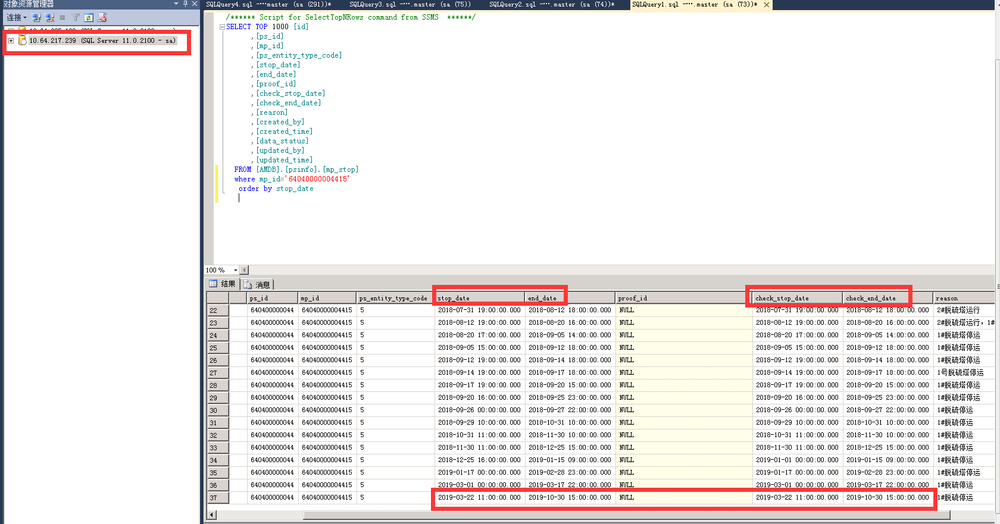 对象资源管理器
连接
10.64.217.239 (SQL Server 11.0.2100 - sa)
SQLQuery4.sql -···master (sa (291))*
SQLQuery3.sql -···.master (sa (75))
SQLQuery2.sql -···.master (sa (74))*
SQLQuery1.sql -···.master (sa (73))*
/****** Script for SelectTopNRows command from SSMS  ******/
SELECT TOP 1000 [id]
,[ps_id]
,[mp_id]
,[ps_entity_type_code]
,[stop_date]
,[end_date]
,[proof_id]
,[check_stop_date]
,[check_end_date]
,[reason]
,[created_by]
,[created_time]
,[data_status]
,[updated_by]
,[updated_time]
FROM [AMDB].[psinfo].[mp_stop]
where mp_id='64040000004415'
order by stop_date
100 %
结果 消息
ps_id mp_id ps_entity_type_code stop_date end_date proof_id check_stop_date check_end_date reason
22 640400000044 64040000004415 5 2018-07-31 19:00:00.000 2018-08-12 18:00:00.000 NULL 2018-07-31 19:00:00.000 2018-08-12 18:00:00.000 2#脱硫塔运行
23 640400000044 64040000004415 5 2018-08-12 19:00:00.000 2018-08-20 16:00:00.000 NULL 2018-08-12 19:00:00.000 2018-08-20 16:00:00.000 2#脱硫塔运行，1#
24 640400000044 64040000004415 5 2018-08-20 17:00:00.000 2018-09-05 14:00:00.000 NULL 2018-08-20 17:00:00.000 2018-09-05 14:00:00.000 1#脱硫塔停运
25 640400000044 64040000004415 5 2018-09-05 15:00:00.000 2018-09-12 18:00:00.000 NULL 2018-09-05 15:00:00.000 2018-09-12 18:00:00.000 1#脱硫塔停运
26 640400000044 64040000004415 5 2018-09-12 19:00:00.000 2018-09-14 18:00:00.000 NULL 2018-09-12 19:00:00.000 2018-09-14 18:00:00.000 1#脱硫塔停运
27 640400000044 64040000004415 5 2018-09-14 19:00:00.000 2018-09-17 18:00:00.000 NULL 2018-09-14 19:00:00.000 2018-09-17 18:00:00.000 1号脱硫塔停运
28 640400000044 64040000004415 5 2018-09-17 19:00:00.000 2018-09-20 15:00:00.000 NULL 2018-09-17 19:00:00.000 2018-09-20 15:00:00.000 1#脱硫塔停运
29 640400000044 64040000004415 5 2018-09-20 16:00:00.000 2018-09-25 23:00:00.000 NULL 2018-09-20 16:00:00.000 2018-09-25 23:00:00.000 1#脱硫塔停运
30 640400000044 64040000004415 5 2018-09-26 00:00:00.000 2018-09-27 22:00:00.000 NULL 2018-09-26 00:00:00.000 2018-09-27 22:00:00.000 1#脱硫停运
31 640400000044 64040000004415 5 2018-09-29 10:00:00.000 2018-10-31 10:00:00.000 NULL 2018-09-29 10:00:00.000 2018-10-31 10:00:00.000 1#脱硫停运
32 640400000044 64040000004415 5 2018-10-31 11:00:00.000 2018-11-30 10:00:00.000 NULL 2018-10-31 11:00:00.000 2018-11-30 10:00:00.000 1#脱硫停运
33 640400000044 64040000004415 5 2018-11-30 11:00:00.000 2018-12-25 15:00:00.000 NULL 2018-11-30 11:00:00.000 2018-12-25 15:00:00.000 1#脱硫停运
34 640400000044 64040000004415 5 2018-12-25 16:00:00.000 2019-01-15 09:00:00.000 NULL 2019-01-01 00:00:00.000 2019-01-15 09:00:00.000 1#脱硫停运
35 640400000044 64040000004415 5 2019-01-17 00:00:00.000 2019-02-28 23:00:00.000 NULL 2019-01-17 00:00:00.000 2019-02-28 23:00:00.000 1#脱硫塔停运
36 640400000044 64040000004415 5 2019-03-01 00:00:00.000 2019-03-17 22:00:00.000 NULL 2019-03-01 00:00:00.000 2019-03-17 22:00:00.000 1#脱硫停运
37 640400000044 64040000004415 5 2019-03-22 11:00:00.000 2019-10-30 15:00:00.000 NULL 2019-03-22 11:00:00.000 2019-10-30 15:00:00.000 1#脱硫停运